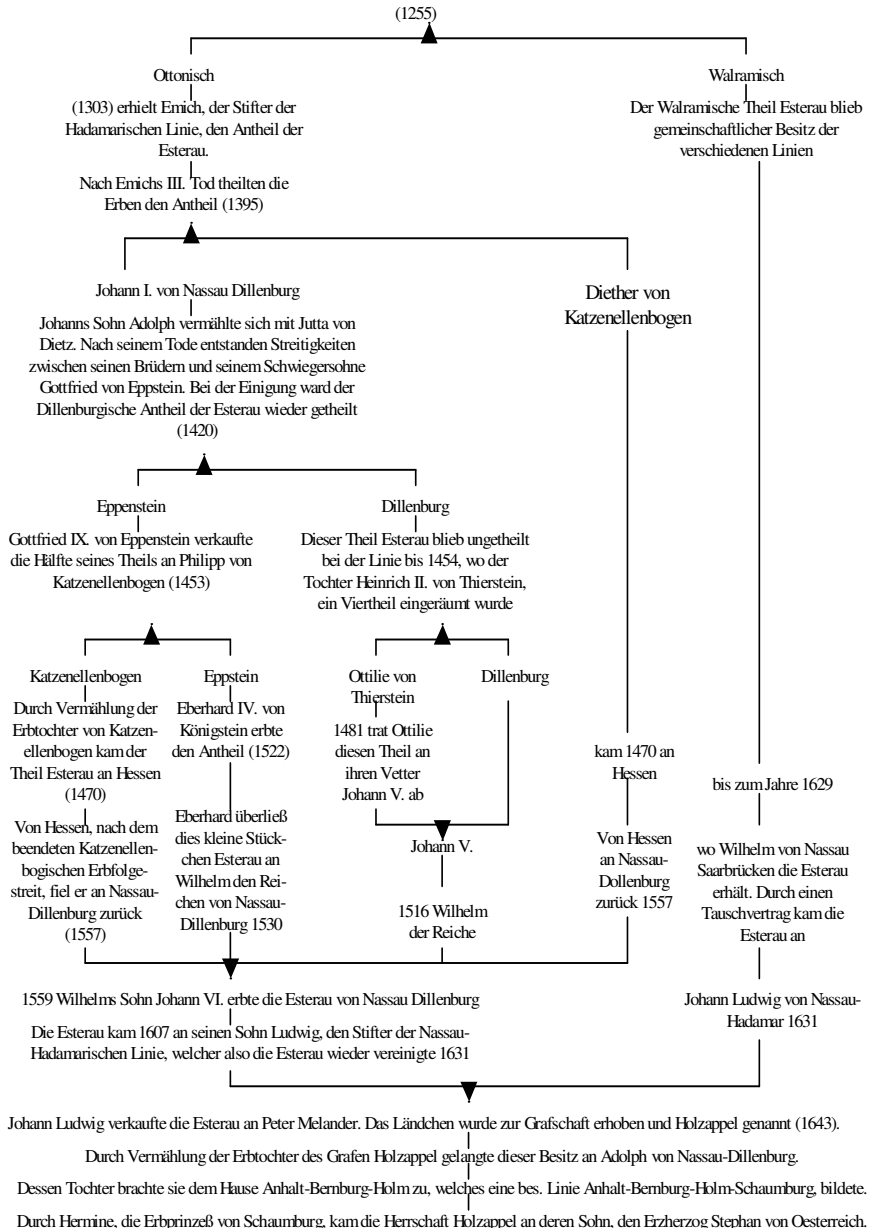 (1255)
Ottonisch
(1303) erhielt Emich, der Stifter der
Hadamarischen Linie, den Antheil der
Esterau.
Nach Emichs III. Tod theilten die
Erben den Antheil (1395)
Walramisch
Der Walramische Theil Esterau blieb
gemeinschaftlicher Besitz der
verschiedenen Linien
Johann I. von Nassau Dillenburg
Johanns Sohn Adolph vermählte sich mit Jutta von
Dietz. Nach seinem Tode entstanden Streitigkeiten
zwischen seinen Brüdern und seinem Schwiegersohne
Gottfried von Eppstein. Bei der Einigung ward der
Dillenburgische Antheil der Esterau wieder getheilt
(1420)
Diether von
Katzenellenbogen
Eppenstein
Gottfried IX. von Eppenstein verkaufte
die Hälfte seines Theils an Philipp von
Katzenellenbogen (1453)
Dillenburg
Dieser Theil Esterau blieb ungetheilt
bei der Linie bis 1454, wo der
Tochter Heinrich II. von Thierstein,
ein Viertheil eingeräumt wurde
Katzenellenbogen
Durch Vermählung der
Erbtochter von Katzen-
ellenbogen kam der
Theil Esterau an Hessen
(1470)
Von Hessen, nach dem
beendeten Katzenellen-
bogischen Erbfolge-
streit, fiel er an Nassau-
Dillenburg zurück
(1557)
Eppstein
Eberhard IV. von
Königstein erbte
den Antheil (1522)
Eberhard überließ
dies kleine Stück-
chen Esterau an
Wilhelm den Rei-
chen von Nassau-
Dillenburg 1530
Ottilie von
Thierstein
1481 trat Ottilie
diesen Theil an
ihren Vetter
Johann V. ab
Dillenburg
Johann V.
1516 Wilhelm
der Reiche
kam 1470 an
Hessen
Von Hessen
an Nassau-
Dollenburg
zurück 1557
bis zum Jahre 1629
wo Wilhelm von Nassau
Saarbrücken die Esterau
erhält. Durch einen
Tauschvertrag kam die
Esterau an
Johann Ludwig von Nassau-
Hadamar 1631
1559 Wilhelms Sohn Johann VI. erbte die Esterau von Nassau Dillenburg
Die Esterau kam 1607 an seinen Sohn Ludwig, den Stifter der Nassau-
Hadamarischen Linie, welcher also die Esterau wieder vereinigte 1631
Johann Ludwig verkaufte die Esterau an Peter Melander. Das Ländchen wurde zur Grafschaft erhoben und Holzappel genannt (1643).
Durch Vermählung der Erbtochter des Grafen Holzappel gelangte dieser Besitz an Adolph von Nassau-Dillenburg.
Dessen Tochter brachte sie dem Hause Anhalt-Bernburg-Holm zu, welches eine bes. Linie Anhalt-Bernburg-Holm-Schaumburg, bildete.
Durch Hermine, die Erbprinzeß von Schaumburg, kam die Herrschaft Holzappel an deren Sohn, den Erzherzog Stephan von Oesterreich.